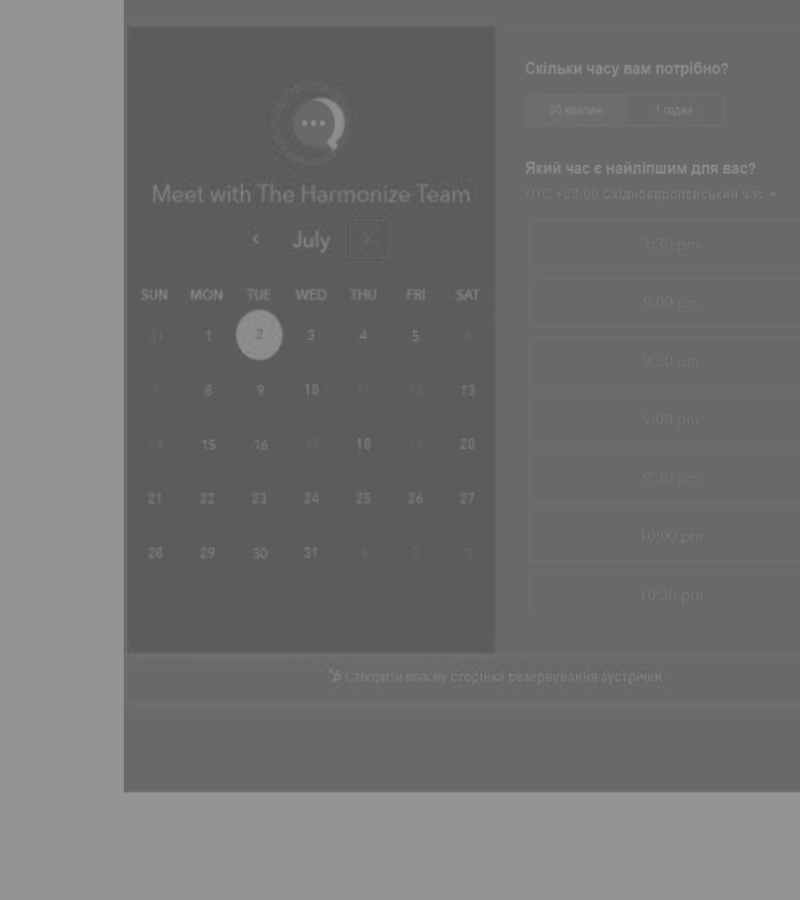 Meet with The Harmonize Team
July
SUN MON TUE WED THU FRI SAT
31 1 2 3 4 5 6
7 8 9 10 11 12 13
14 15 16 17 18 19 20
21 22 23 24 25 26 27
28 29 30 31 1 2 3
Скільки часу вам потрібно?
30 хвилин 1 годин
Який час є найліпшим для вас?
UTC +03:00 Східноєвропейський час
7:30 pm
8:00 pm
8:30 pm
9:00 pm
9:30 pm
10:00 pm
10:30 pm
Створити власну сторінка резервування зустрічей